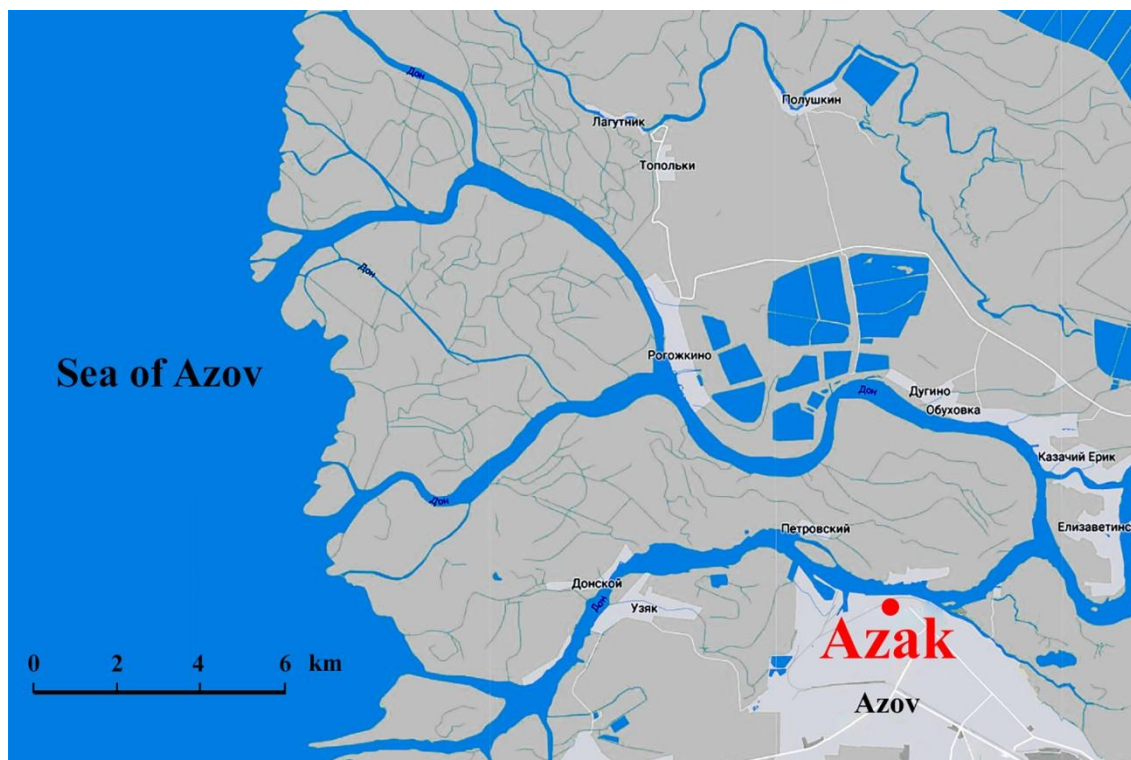 Дон
Полушкин
Лагутник
Топольки
Дон
Рогожкино
Sea of Azov
Дугино
Дон
Обуховка
Казачий Ерик
Дон
Петровский
Елизаветинс
Донской
Дон
Узяк
Azak
0 2 4 6 km
Azov